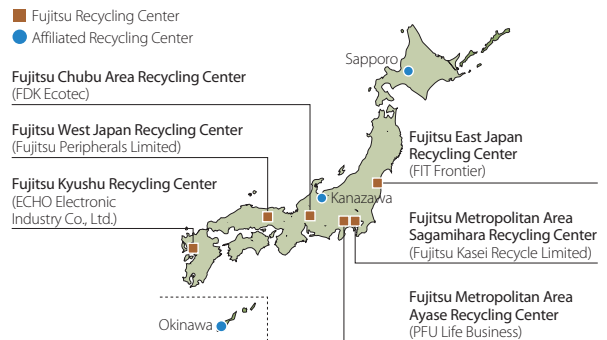 Fujitsu Recycling Center
Affiliated Recycling Center
Sapporo
Fujitsu Chubu Area Recycling Center
(FDK Ecotec)
Fujitsu West Japan Recycling Center
(Fujitsu Peripherals Limited)
Fujitsu Kyushu Recycling Center
(ECHO Electronic
Industry Co., Ltd.)
Kanazawa
Fujitsu East Japan
Recycling Center
(FIT Frontier)
Fujitsu Metropolitan Area
Sagamihara Recycling Center
(Fujitsu Kasei Recycle Limited)
Fujitsu Metropolitan Area
Ayase Recycling Center
(PFU Life Business)
Okinawa